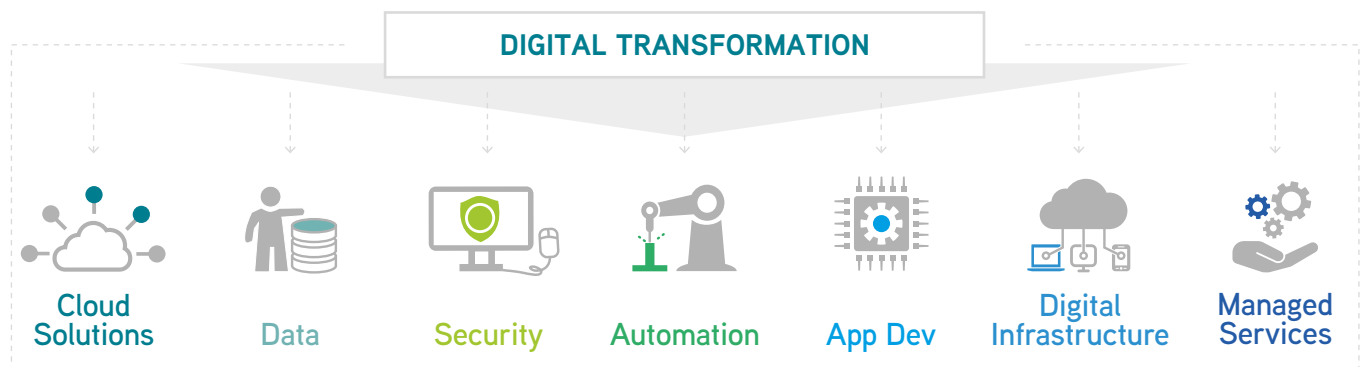 DIGITAL TRANSFORMATION
Cloud
Solutions
Data
Security
Automation
App Dev
Digital
Infrastructure
Managed
Services